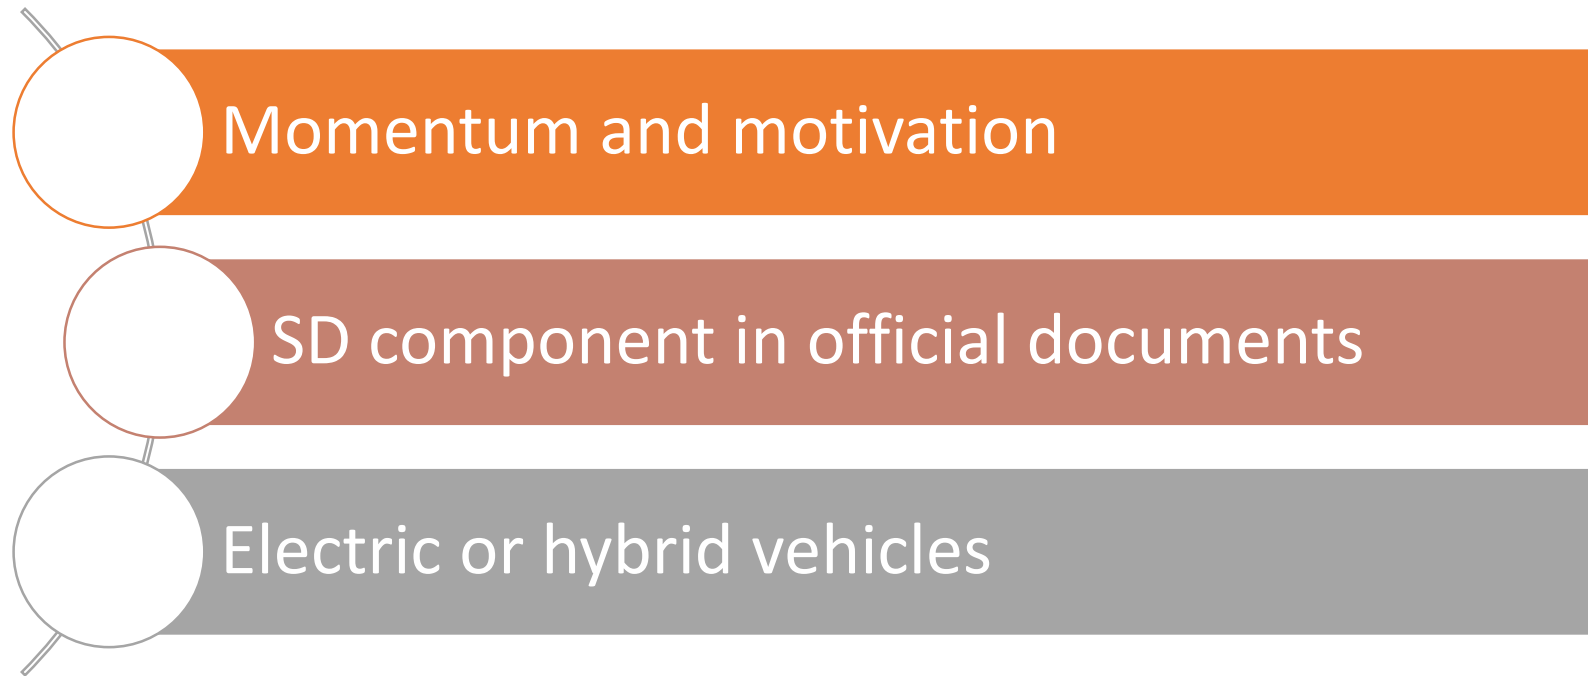 Momentum and motivation
SD component in official documents
Electric or hybrid vehicles